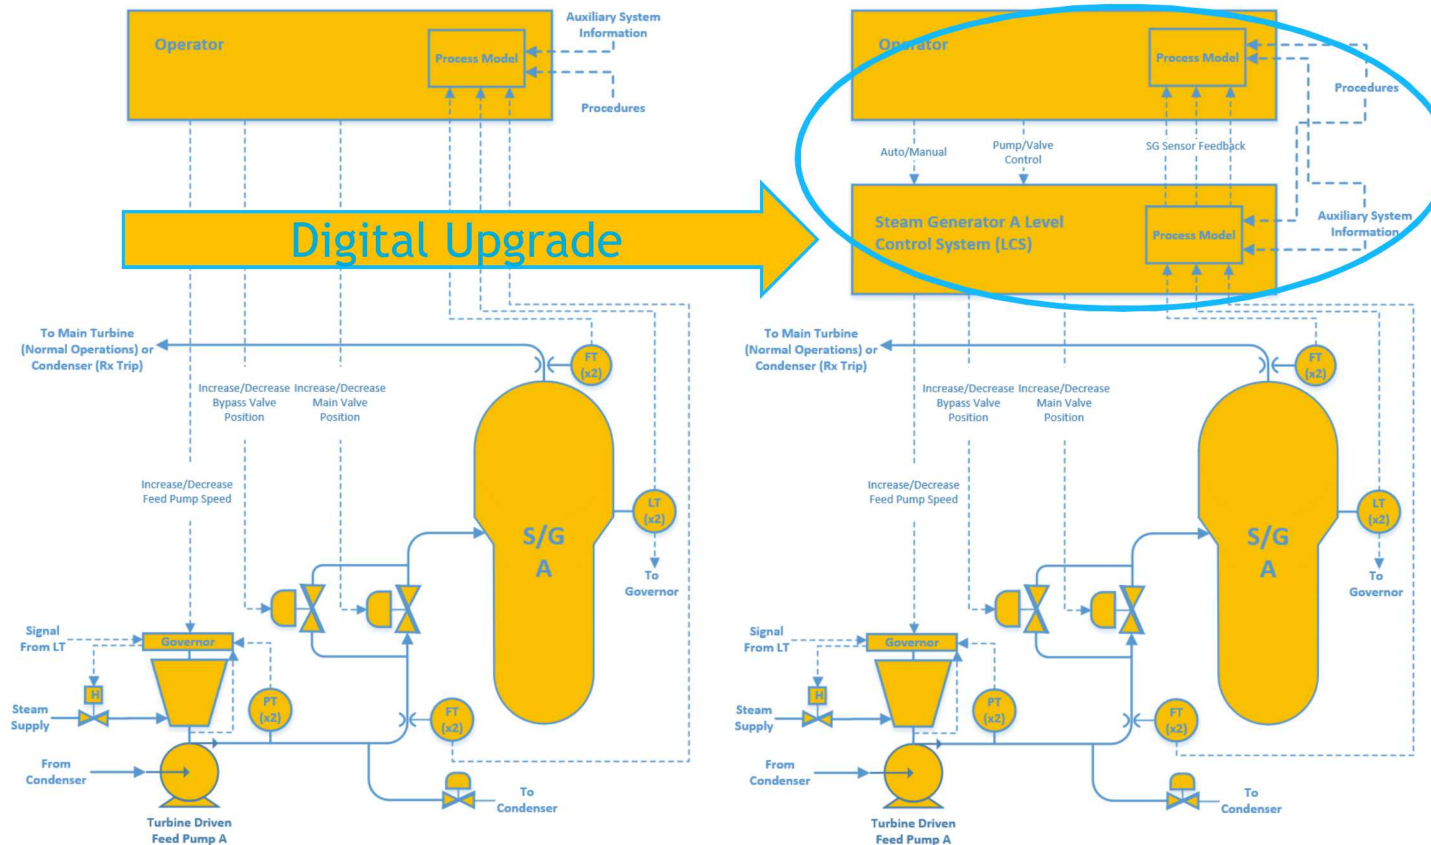 Operator
Process Model
Auxiliary System
Information
Procedures
Operator
Process Model
Procedures
Auto/Manual
Pump/Valve
Control
SG Sensor Feedback
Digital Upgrade
Steam Generator A Level
Control System (LCS)
Process Model
Auxiliary System
Information
To Main Turbine
(Normal Operations) or
Condenser (Rx Trip)
FT
(x2)
Increase/Decrease
Bypass Valve
Position
Increase/Decrease
Main Valve
Position
Increase/Decrease
Feed Pump Speed
LT
(x2)
S/G
A
To
Governor
Signal
From LT
Governor
H
Steam
Supply
PT
(x2)
FT
(x2)
From
Condenser
To
Condenser
Turbine Driven
Feed Pump A
To Main Turbine
(Normal Operations) or
Condenser (Rx Trip)
FT
(x2)
Increase/Decrease
Bypass Valve
Position
Increase/Decrease
Main Valve
Position
Increase/Decrease
Feed Pump Speed
LT
(x2)
S/G
A
To
Governor
Signal
From LT
Governor
H
Steam
Supply
PT
(x2)
FT
(x2)
From
Condenser
To
Condenser
Turbine Driven
Feed Pump A